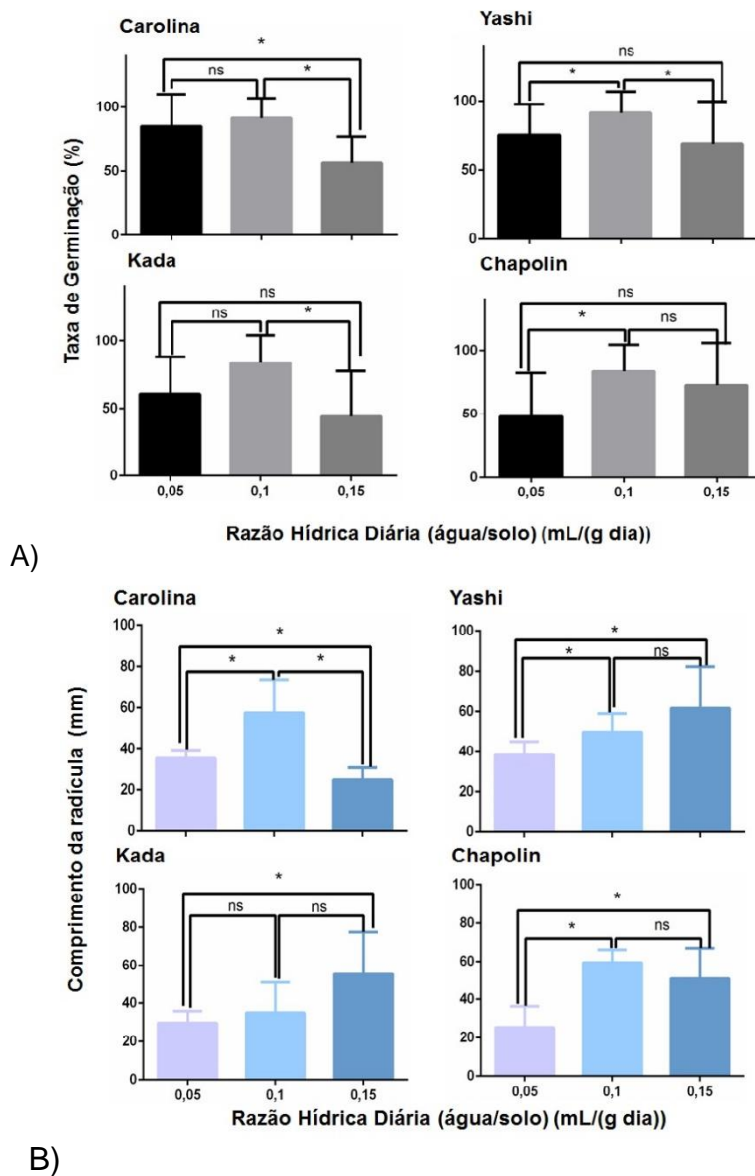 Carolina
Yashi
*
ns
*
ns
*
*
100
50
0
100
50
0
Kada
Chapolin
ns
ns
*
ns
*
ns
100
50
0
100
50
0
0,05
0,1
0,15
0,05
0,1
0,15
Taxa de Germinação (%)
Razão Hídrica Diária (água/solo) (mL/(g dia))
A)
Carolina
Yashi
*
*
*
*
*
ns
100
80
60
40
20
0
100
80
60
40
20
0
Kada
Chapolin
*
ns
ns
*
*
ns
100
80
60
40
20
0
100
80
60
40
20
0
0,05
0,1
0,15
0,05
0,1
0,15
Comprimento da radícula (mm)
Razão Hídrica Diária (água/solo) (mL/(g dia))
B)